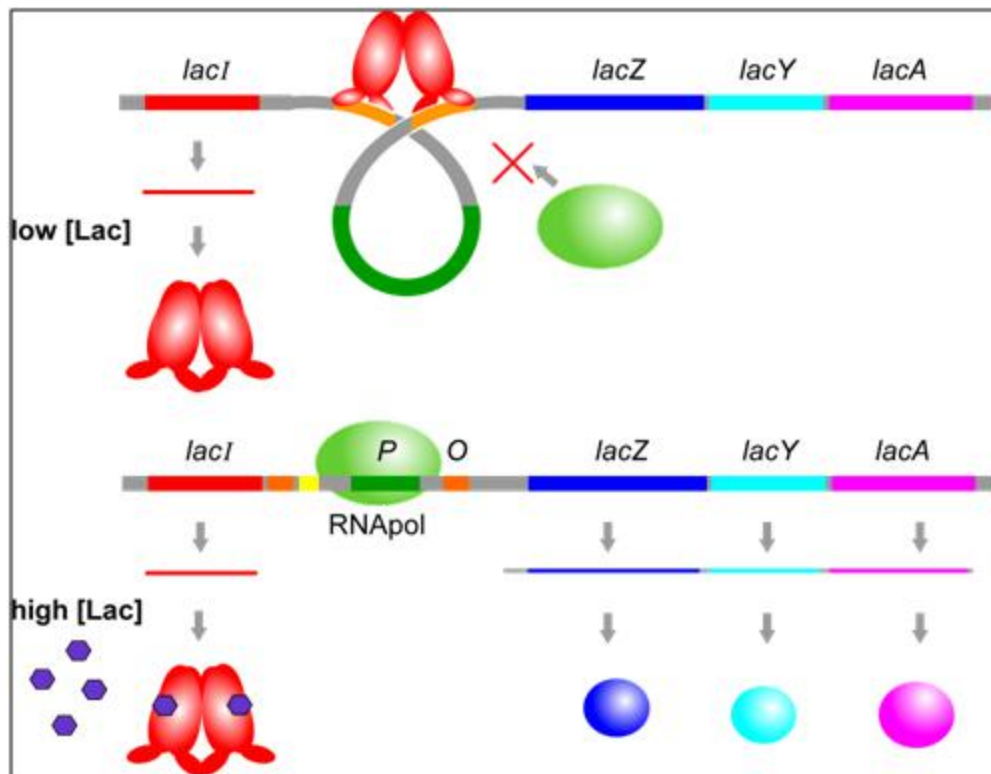 lacI lacZ lacY lacA
low [Lac]
lacI P O lacZ lacY lacA
RNApol
high [Lac]